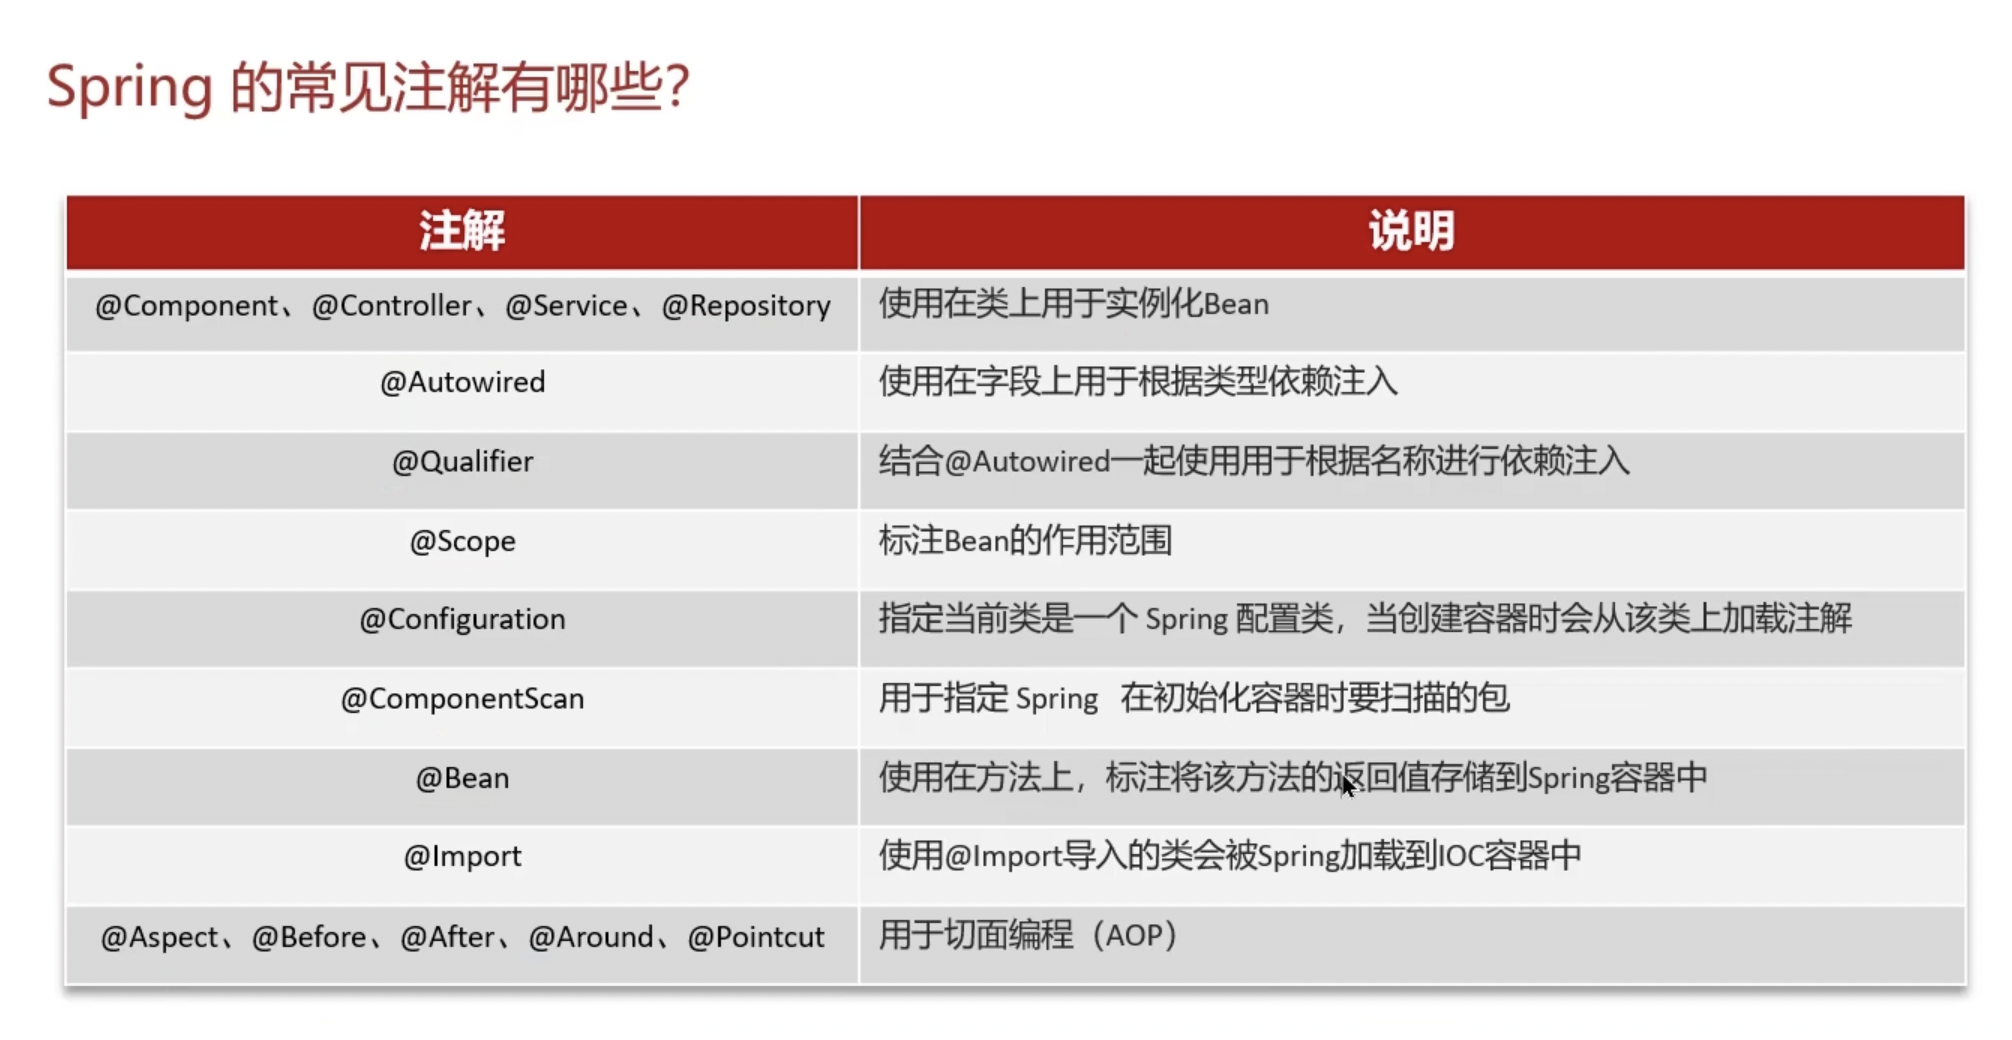 Spring 的常见注解有哪些？
注解 说明
@Component、@Controller、@Service、@Repository 使用在类上用于实例化Bean
@Autowired 使用在字段上用于根据类型依赖注入
@Qualifier 结合@Autowired一起使用用于根据名称进行依赖注入
@Scope 标注Bean的作用范围
@Configuration 指定当前类是一个 Spring 配置类，当创建容器时会从该类上加载注解
@ComponentScan 用于指定 Spring 在初始化容器时要扫描的包
@Bean 使用在方法上，标注将该方法的返回值存储到Spring容器中
@Import 使用@Import导入的类会被Spring加载到IOC容器中
@Aspect、@Before、@After、@Around、@Pointcut 用于切面编程（AOP）